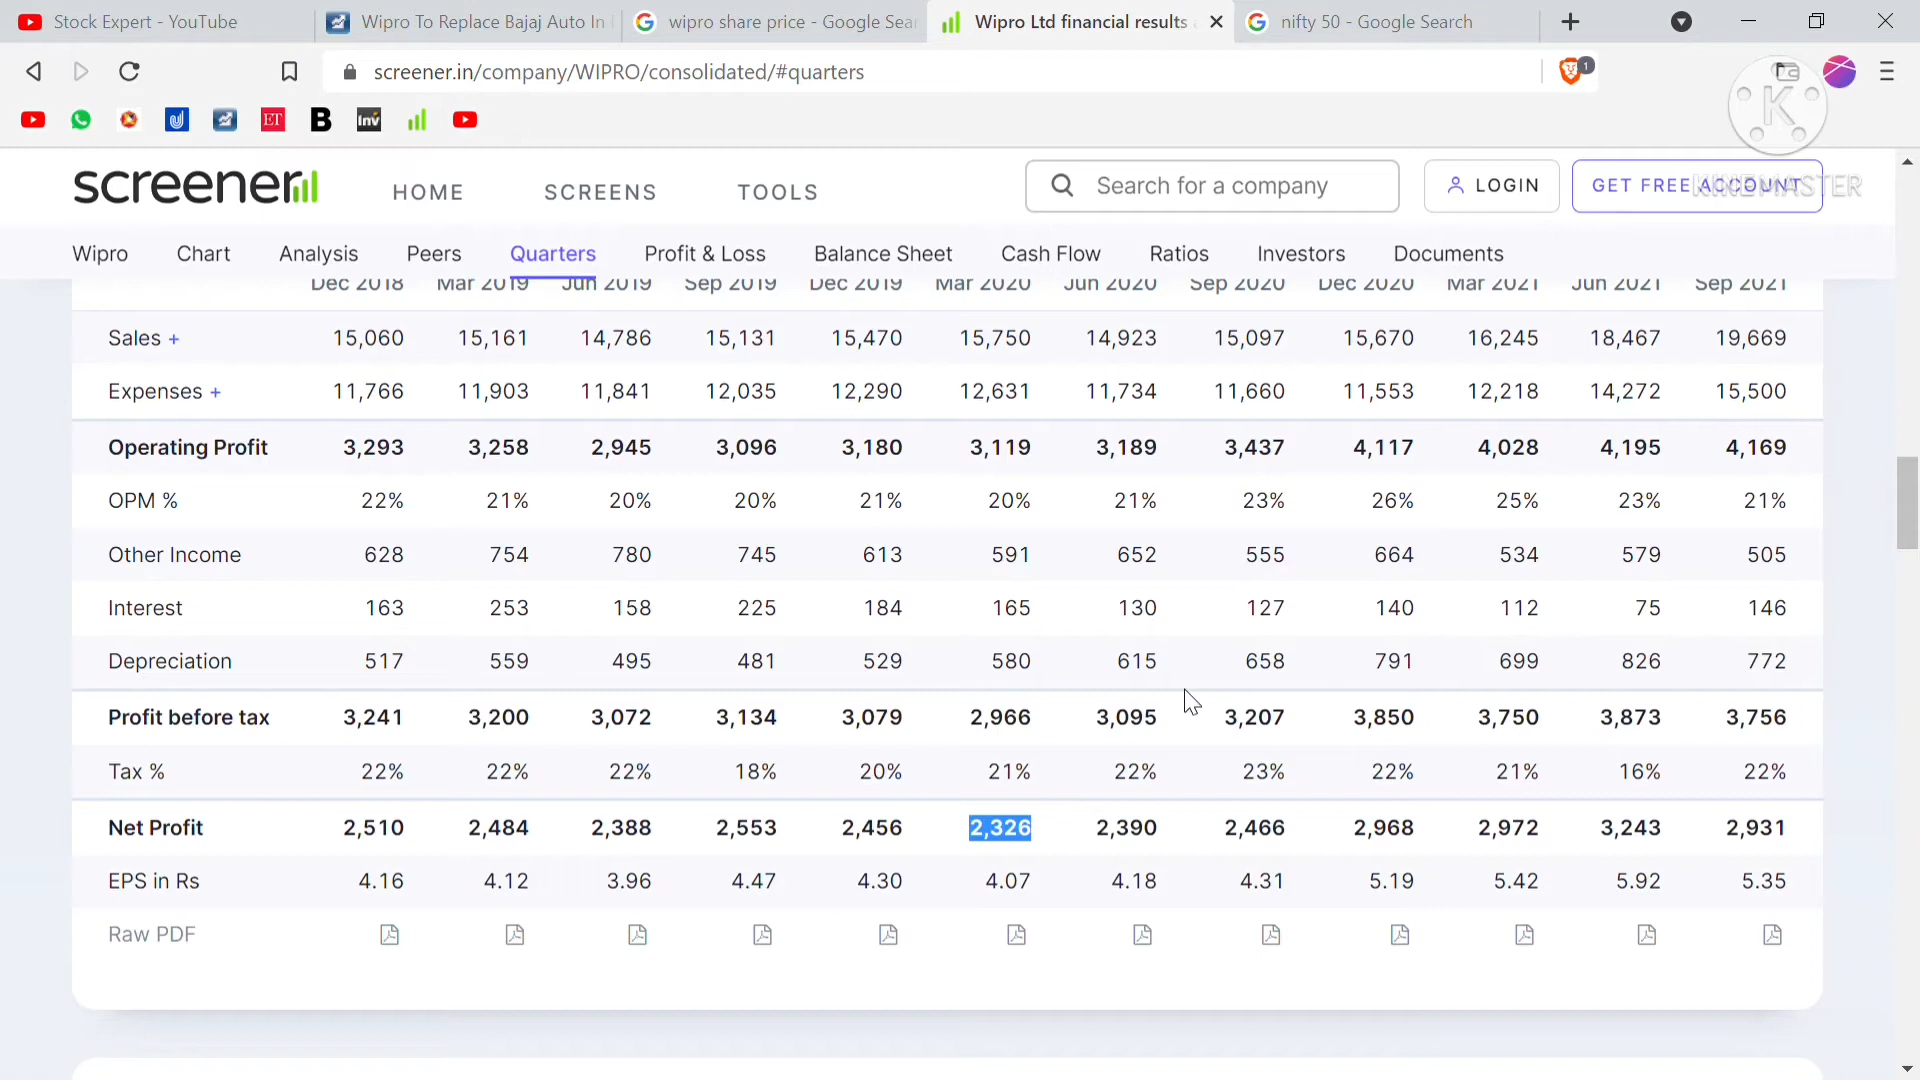 Stock Expert - YouTube
Wipro To Replace Bajaj Auto In
wipro share price - Google Sea
Wipro Ltd financial results
nifty 50 - Google Search
screener.in/company/WIPRO/consolidated/#quarters
1
ET
B
Inv
K
screener
HOME
SCREENS
TOOLS
Search for a company
LOGIN
GET FREE ACCOUNT
KINEMASTER
Wipro
Chart
Analysis
Peers
Quarters
Profit & Loss
Balance Sheet
Cash Flow
Ratios
Investors
Documents
Dec 2018 Mar 2019 Jun 2019 Sep 2019 Dec 2019 Mar 2020 Jun 2020 Sep 2020 Dec 2020 Mar 2021 Jun 2021 Sep 2021
Sales + 15,060 15,161 14,786 15,131 15,470 15,750 14,923 15,097 15,670 16,245 18,467 19,669
Expenses + 11,766 11,903 11,841 12,035 12,290 12,631 11,734 11,660 11,553 12,218 14,272 15,500
Operating Profit 3,293 3,258 2,945 3,096 3,180 3,119 3,189 3,437 4,117 4,028 4,195 4,169
OPM % 22% 21% 20% 20% 21% 20% 21% 23% 26% 25% 23% 21%
Other Income 628 754 780 745 613 591 652 555 664 534 579 505
Interest 163 253 158 225 184 165 130 127 140 112 75 146
Depreciation 517 559 495 481 529 580 615 658 791 699 826 772
Profit before tax 3,241 3,200 3,072 3,134 3,079 2,966 3,095 3,207 3,850 3,750 3,873 3,756
Tax % 22% 22% 22% 18% 20% 21% 22% 23% 22% 21% 16% 22%
Net Profit 2,510 2,484 2,388 2,553 2,456 2,326 2,390 2,466 2,968 2,972 3,243 2,931
EPS in Rs 4.16 4.12 3.96 4.47 4.30 4.07 4.18 4.31 5.19 5.42 5.92 5.35
Raw PDF